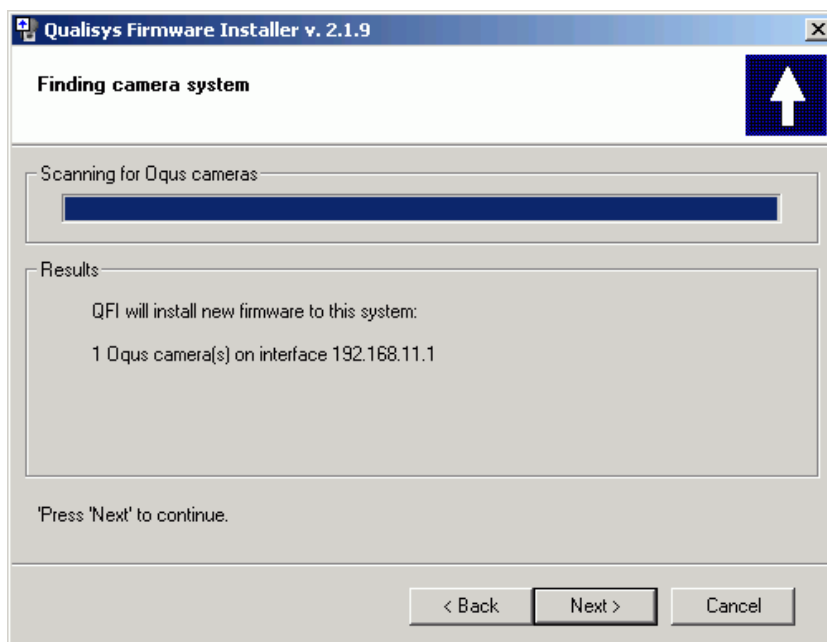 Qualisys Firmware Installer v. 2.1.9
Finding camera system
Scanning for Oqus cameras
Results
QFI will install new firmware to this system:
1 Oqus camera(s) on interface 192.168.11.1
'Press 'Next' to continue.
< Back Next > Cancel